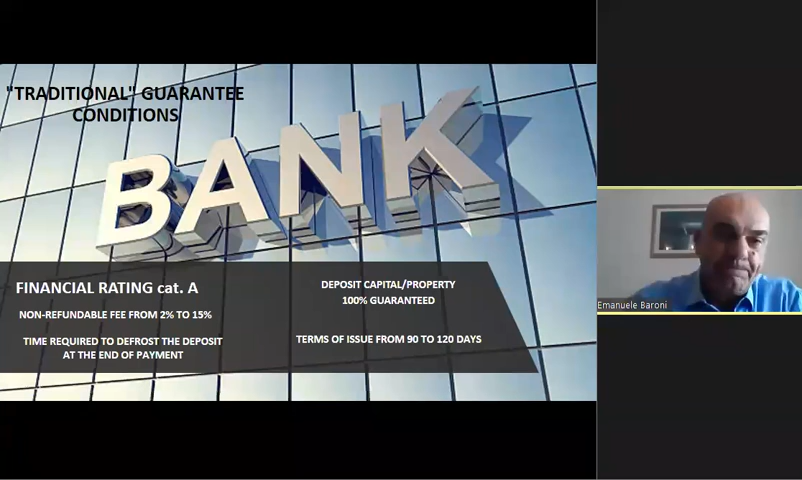 "TRADITIONAL" GUARANTEE
CONDITIONS
BANK
FINANCIAL RATING cat. A
NON-REFUNDABLE FEE FROM 2% TO 15%
TIME REQUIRED TO DEFROST THE DEPOSIT
AT THE END OF PAYMENT
DEPOSIT CAPITAL/PROPERTY
100% GUARANTEED
TERMS OF ISSUE FROM 90 TO 120 DAYS
Emanuele Baroni